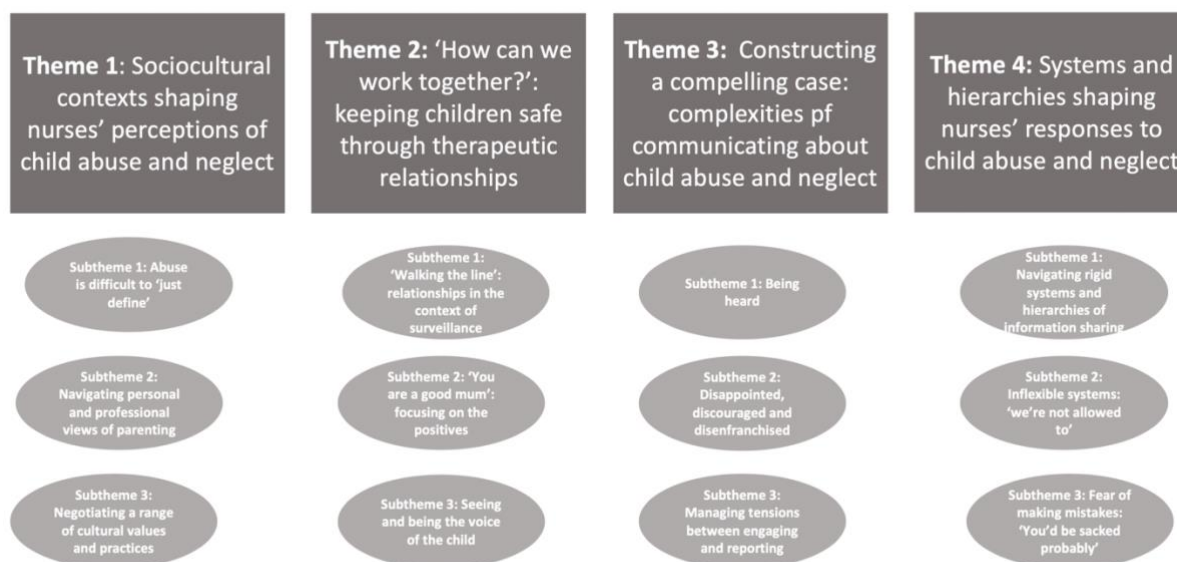 Theme 1: Sociocultural
contexts shaping
nurses’ perceptions of
child abuse and neglect
Subtheme 1: Abuse
is difficult to ‘just
define’
Subtheme 2:
Navigating personal
and professional
views of parenting
Subtheme 3:
Negotiating a range
of cultural values
and practices
Theme 2: ‘How can we
work together?’:
keeping children safe
through therapeutic
relationships
Subtheme 1:
‘Walking the line’:
relationships in the
context of
surveillance
Subtheme 2: ‘You
are a good mum’:
focusing on the
positives
Subtheme 3: Seeing
and being the voice
of the child
Theme 3: Constructing
a compelling case:
complexities pf
communicating about
child abuse and neglect
Subtheme 1: Being
heard
Subtheme 2:
Disappointed,
discouraged and
disenfranchised
Subtheme 3:
Managing tensions
between engaging
and reporting
Theme 4: Systems and
hierarchies shaping
nurses’ responses to
child abuse and neglect
Subtheme 1:
Navigating rigid
systems and
hierarchies of
information sharing
Subtheme 2:
Inflexible systems:
‘we’re not allowed
to’
Subtheme 3: Fear of
making mistakes:
‘You’d be sacked
probably’